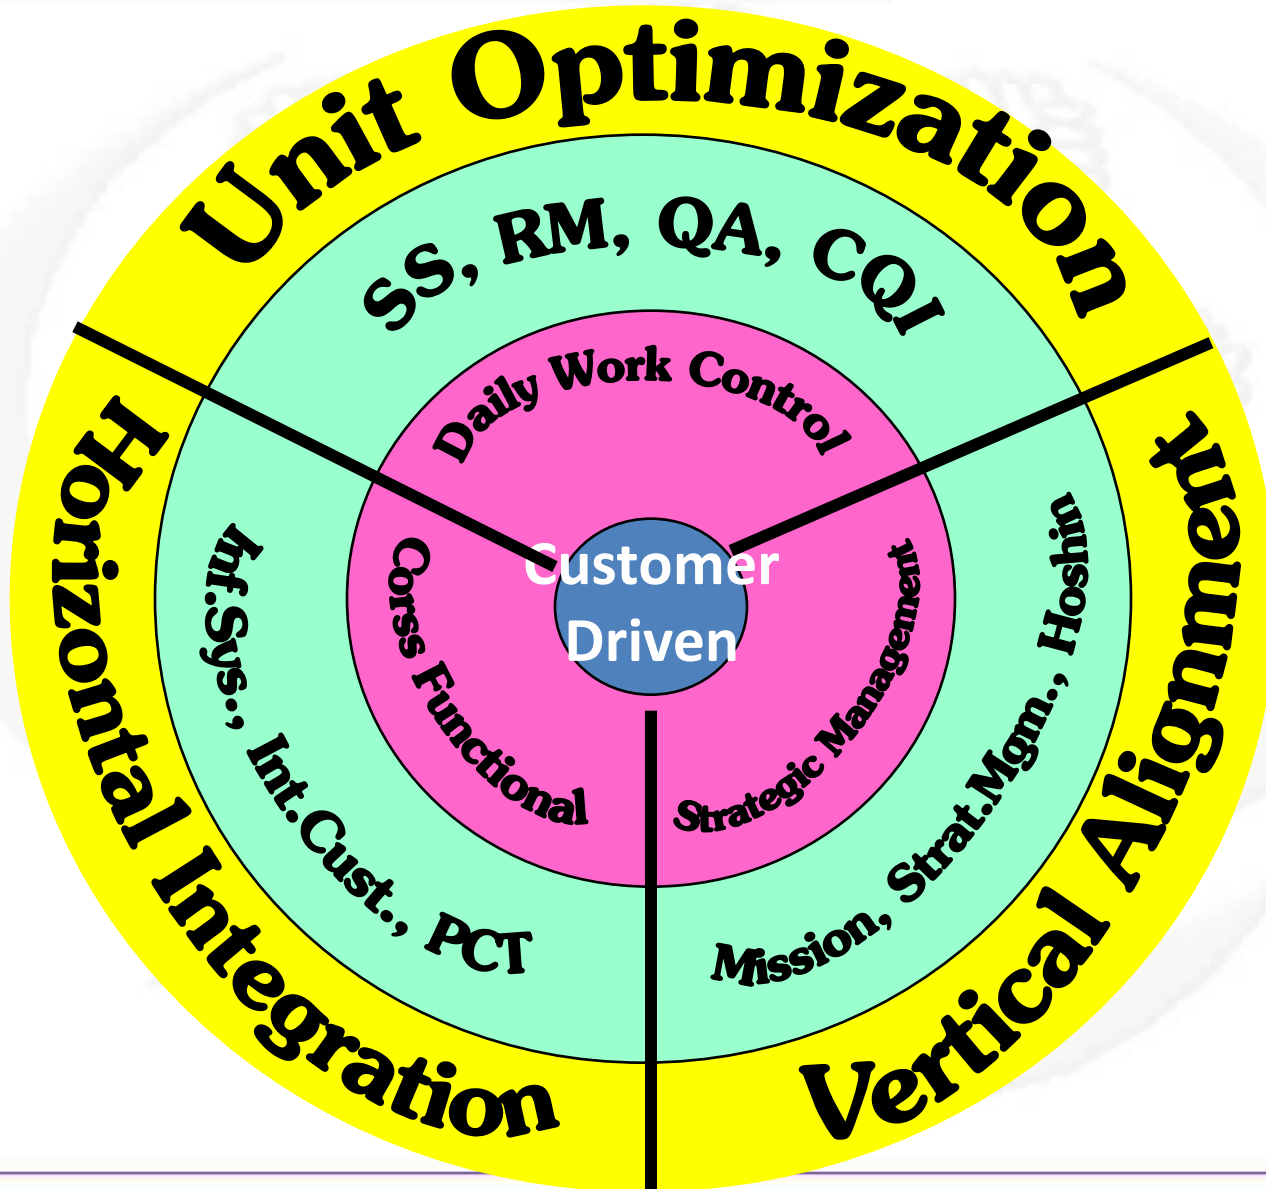 Unit Optimization
SS, RM, QA, CQI
Daily Work Control
Customer
Driven
Horizontal Integration
Inf.Sys., Int.Cust., PCT
Corss Functional
Strategic Management
Mission, Strat.Mgm., Hoshin
Vertical Alignment